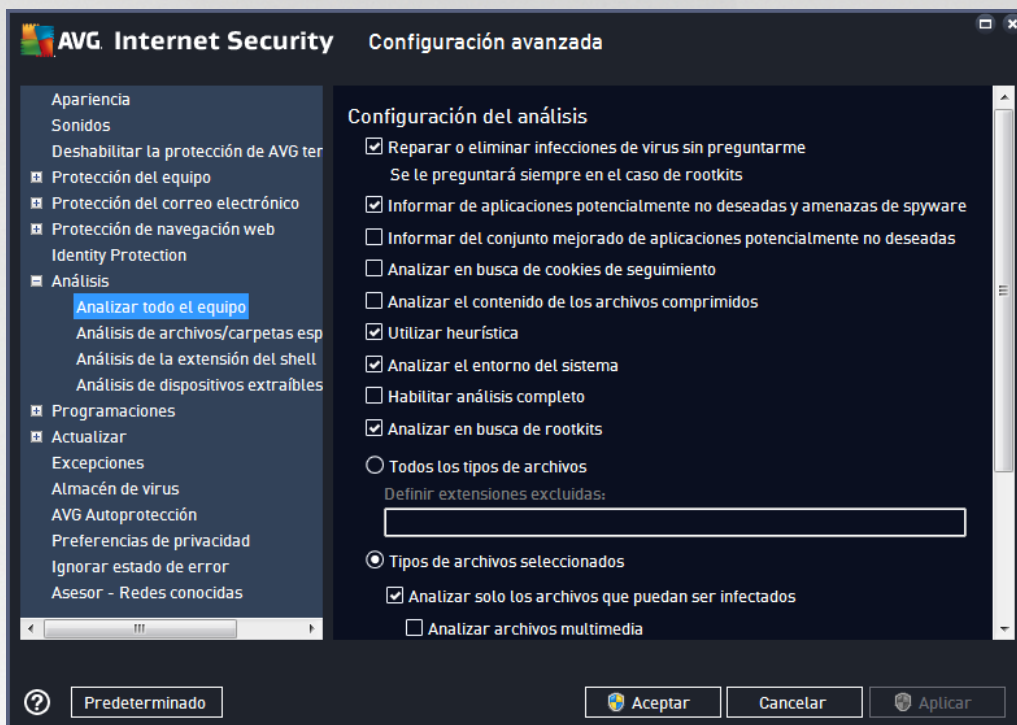 AVG. Internet Security Configuración avanzada
Apariencia
Sonidos
Deshabilitar la protección de AVG ter
Protección del equipo
Protección del correo electrónico
Protección de navegación web
Identity Protection
Análisis
Analizar todo el equipo
Análisis de archivos/carpetas esp
Análisis de la extensión del shell
Análisis de dispositivos extraíbles
Programaciones
Actualizar
Excepciones
Almacén de virus
AVG Autoprotección
Preferencias de privacidad
Ignorar estado de error
Asesor - Redes conocidas
Configuración del análisis
Reparar o eliminar infecciones de virus sin preguntarme
Se le preguntará siempre en el caso de rootkits
Informar de aplicaciones potencialmente no deseadas y amenazas de spyware
Informar del conjunto mejorado de aplicaciones potencialmente no deseadas
Analizar en busca de cookies de seguimiento
Analizar el contenido de los archivos comprimidos
Utilizar heurística
Analizar el entorno del sistema
Habilitar análisis completo
Analizar en busca de rootkits
Todos los tipos de archivos
Definir extensiones excluidas:
Tipos de archivos seleccionados
Analizar solo los archivos que puedan ser infectados
Analizar archivos multimedia
Predeterminado
Aceptar
Cancelar
Aplicar